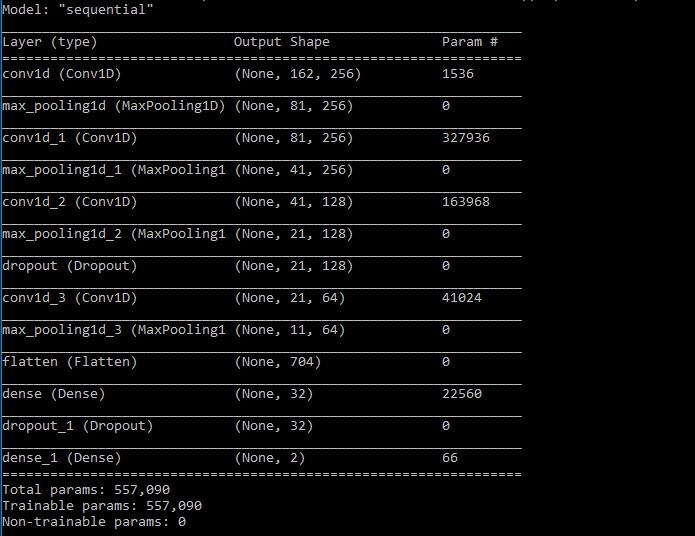 Model: "sequential"
Layer (type) Output Shape Param #
conv1d (Conv1D) (None, 162, 256) 1536
max_pooling1d (MaxPooling1D) (None, 81, 256) 0
conv1d_1 (Conv1D) (None, 81, 256) 327936
max_pooling1d_1 (MaxPooling1 (None, 41, 256) 0
conv1d_2 (Conv1D) (None, 41, 128) 163968
max_pooling1d_2 (MaxPooling1 (None, 21, 128) 0
dropout (Dropout) (None, 21, 128) 0
conv1d_3 (Conv1D) (None, 21, 64) 41024
max_pooling1d_3 (MaxPooling1 (None, 11, 64) 0
flatten (Flatten) (None, 704) 0
dense (Dense) (None, 32) 22560
dropout_1 (Dropout) (None, 32) 0
dense_1 (Dense) (None, 2) 66
Total params: 557,090
Trainable params: 557,090
Non-trainable params: 0